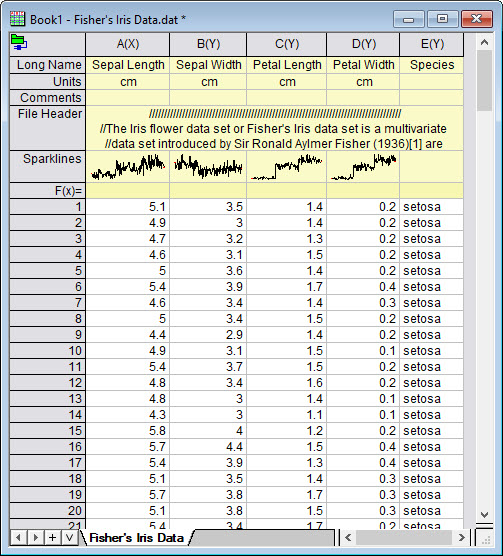 Book1 - Fisher's Iris Data.dat *
A(X) B(Y) C(Y) D(Y) E(Y)
Long Name Sepal Length Sepal Width Petal Length Petal Width Species
Units cm cm cm cm
Comments
File Header ////////////////////////////////////////////////////////////////////////////////////
//The Iris flower data set or Fisher's Iris data set is a multivariate
//data set introduced by Sir Ronald Aylmer Fisher (1936)[1] are
Sparklines
F(x)=
1 5.1 3.5 1.4 0.2 setosa
2 4.9 3 1.4 0.2 setosa
3 4.7 3.2 1.3 0.2 setosa
4 4.6 3.1 1.5 0.2 setosa
5 5 3.6 1.4 0.2 setosa
6 5.4 3.9 1.7 0.4 setosa
7 4.6 3.4 1.4 0.3 setosa
8 5 3.4 1.5 0.2 setosa
9 4.4 2.9 1.4 0.2 setosa
10 4.9 3.1 1.5 0.1 setosa
11 5.4 3.7 1.5 0.2 setosa
12 4.8 3.4 1.6 0.2 setosa
13 4.8 3 1.4 0.1 setosa
14 4.3 3 1.1 0.1 setosa
15 5.8 4 1.2 0.2 setosa
16 5.7 4.4 1.5 0.4 setosa
17 5.4 3.9 1.3 0.4 setosa
18 5.1 3.5 1.4 0.3 setosa
19 5.7 3.8 1.7 0.3 setosa
20 5.1 3.8 1.5 0.3 setosa
21 5.4 3.4 1.7 0.2 setosa
Fisher's Iris Data